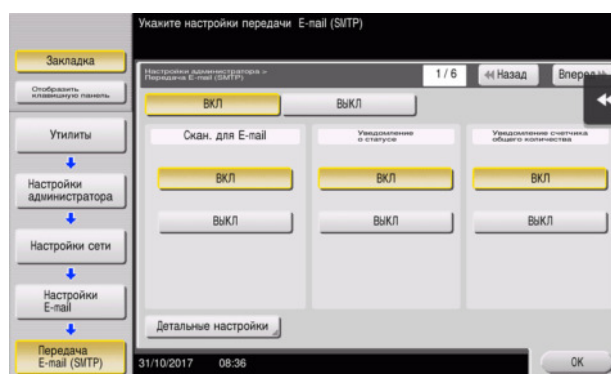 Укажите настройки передачи E-mail (SMTP)
Закладка
Отобразить
клавишную панель
Утилиты
Настройки
администратора
Настройки сети
Настройки
E-mail
Передача
E-mail (SMTP)
Настройки администратора >
Передача E-mail (SMTP)
1 / 6
Назад
Вперед
ВКЛ
ВЫКЛ
Скан. для E-mail
Уведомление
о статусе
Уведомление счетчика
общего количества
ВКЛ
ВКЛ
ВКЛ
ВЫКЛ
ВЫКЛ
ВЫКЛ
Детальные настройки
31/10/2017 08:36
OK